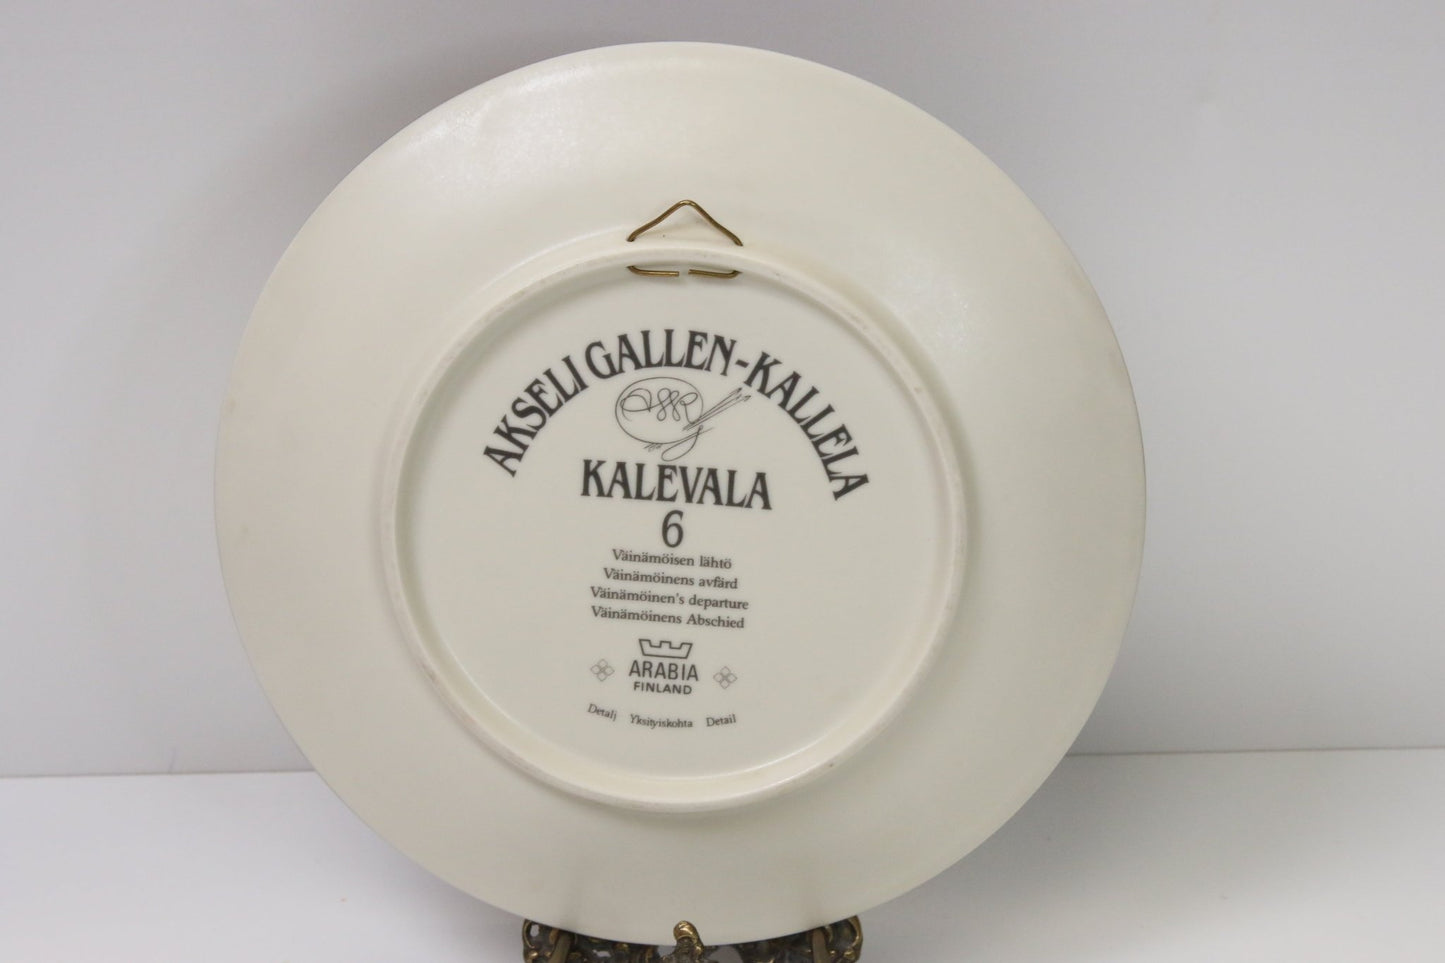 AKSELI GALLEN-KALLELA
KALEVALA
6
Väinämöisen lähtö
Väinämöinens avfärd
Väinämöinen's departure
Väinämöinens Abschied
ARABIA
FINLAND
Detalj Yksityiskohta Detail